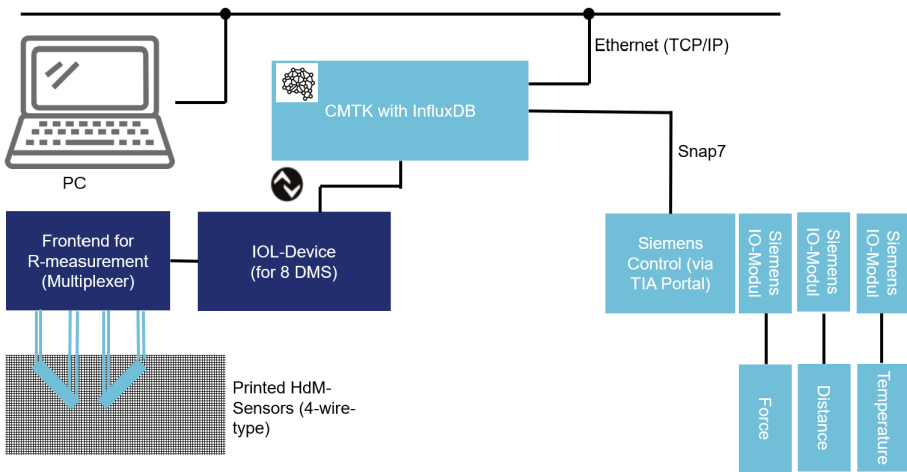 Ethernet (TCP/IP)
CMTK with InfluxDB
Snap7
PC
Frontend for
R-measurement
(Multiplexer)
IOL-Device
(for 8 DMS)
Siemens
Control (via
TIA Portal)
Siemens
IO-Modul
Siemens
IO-Modul
Siemens
IO-Modul
Printed HdM-
Sensors (4-wire-
type)
Force
Distance
Temperature